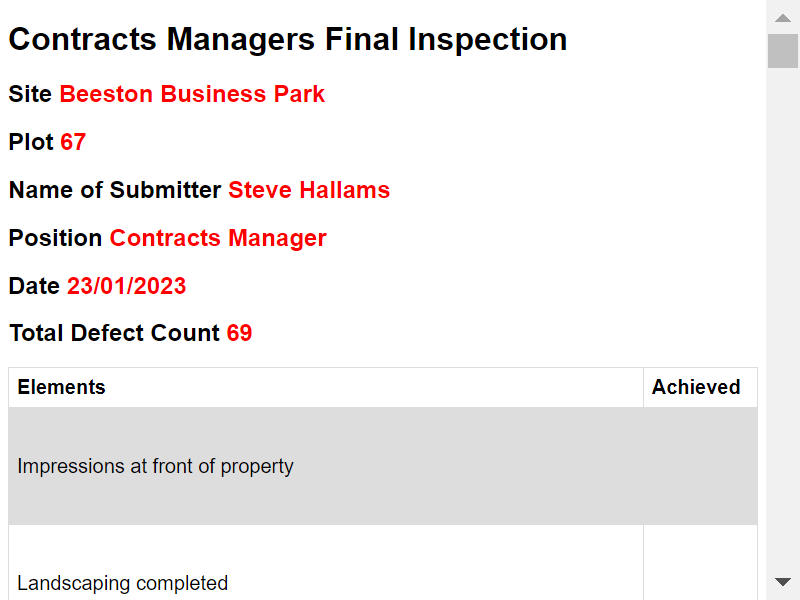 Contracts Managers Final Inspection
Site Beeston Business Park
Plot 67
Name of Submitter Steve Hallams
Position Contracts Manager
Date 23/01/2023
Total Defect Count 69
Elements Achieved
Impressions at front of property
Landscaping completed